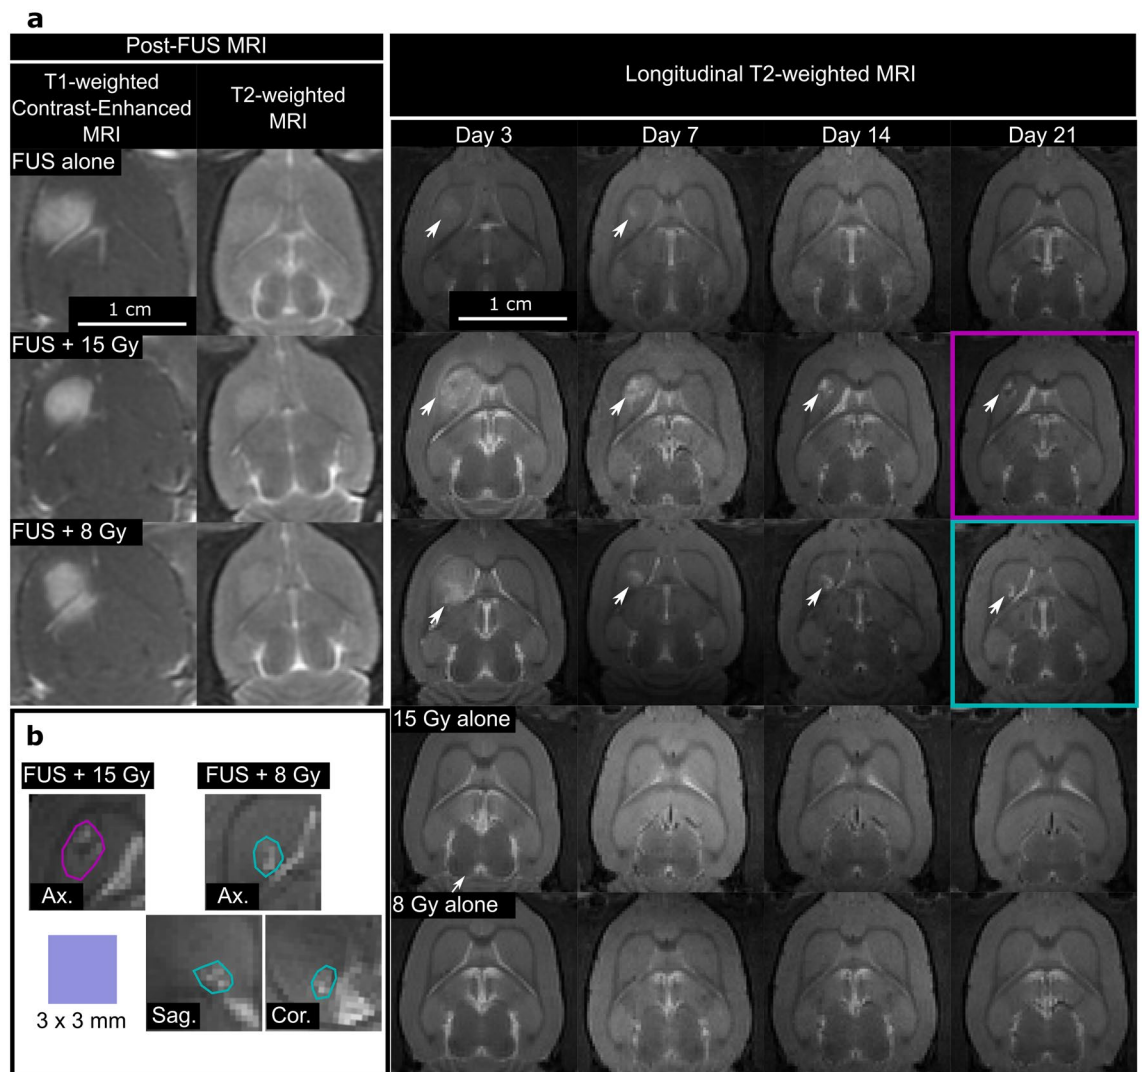 a
Post-FUS MRI
T1-weighted
Contrast-Enhanced
MRI
T2-weighted
MRI
Longitudinal T2-weighted MRI
Day 3
Day 7
Day 14
Day 21
FUS alone
1 cm
1 cm
FUS + 15 Gy
FUS + 8 Gy
15 Gy alone
8 Gy alone
b
FUS + 15 Gy
FUS + 8 Gy
Ax.
Ax.
3 x 3 mm
Sag.
Cor.